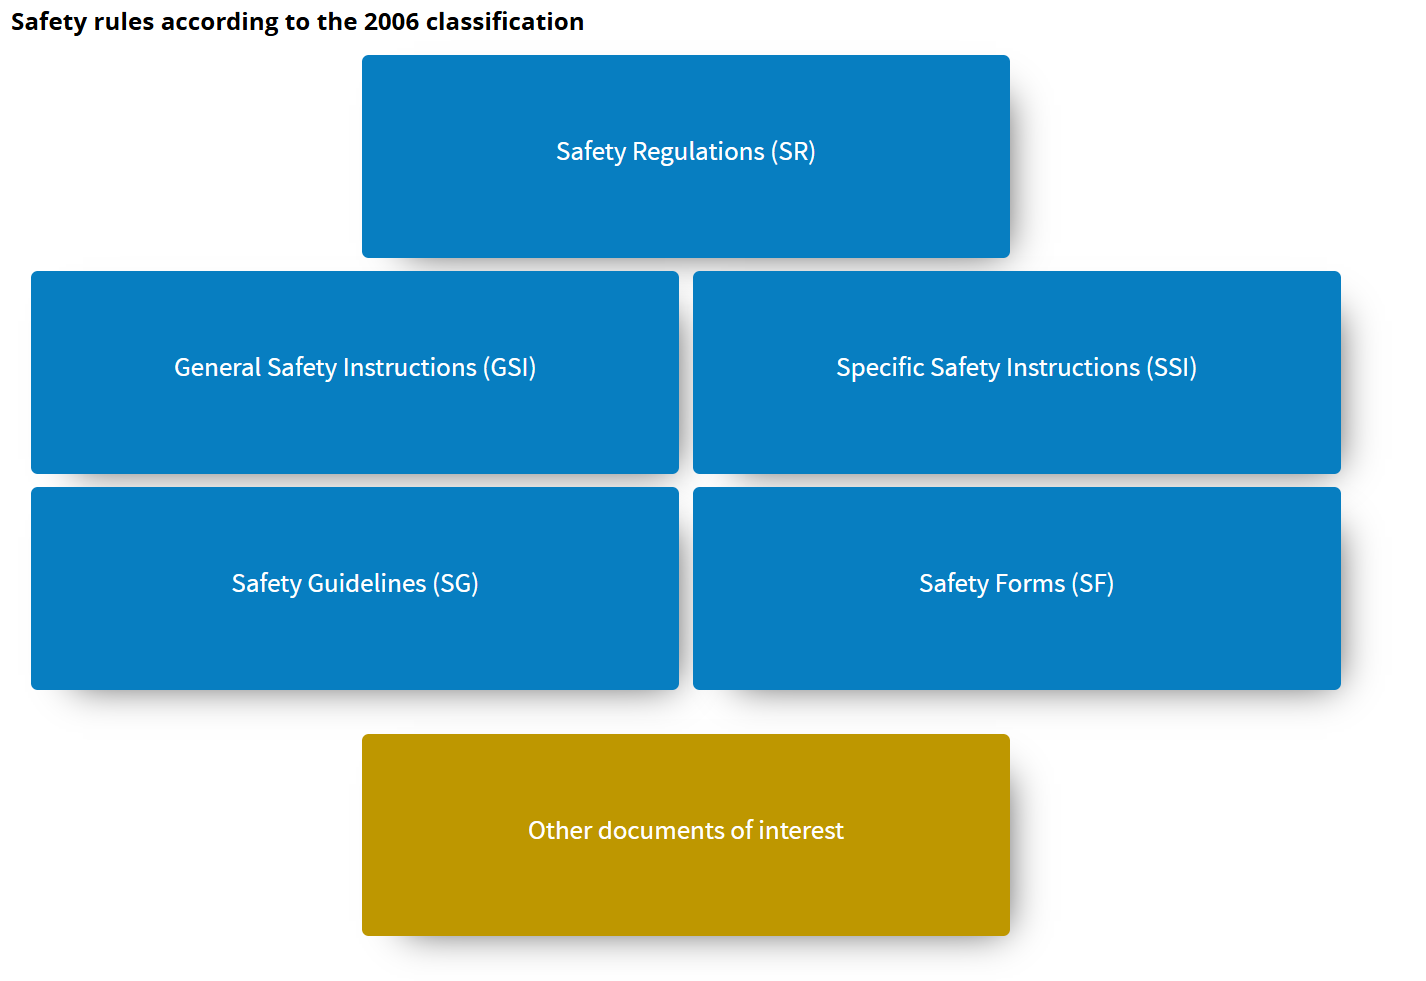 Safety rules according to the 2006 classification
Safety Regulations (SR)
General Safety Instructions (GSI)
Specific Safety Instructions (SSI)
Safety Guidelines (SG)
Safety Forms (SF)
Other documents of interest